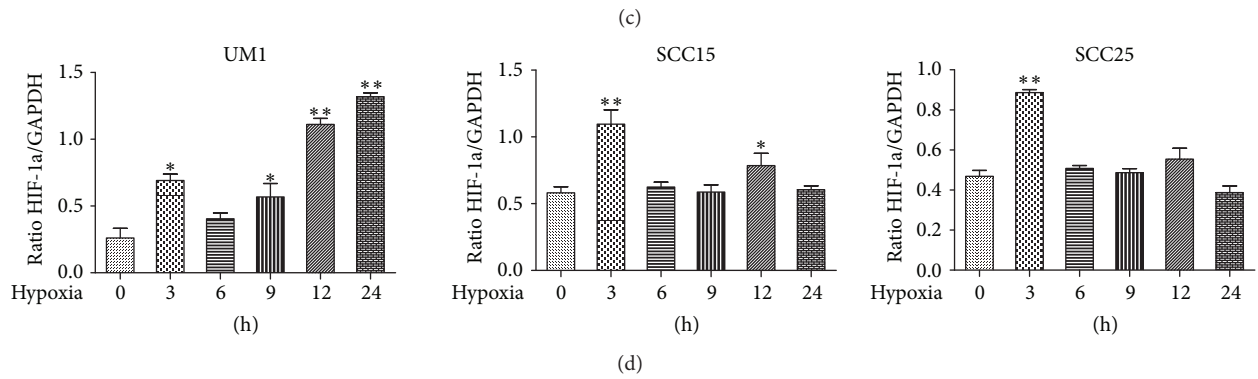 (c)
UM1
Ratio HIF-1a/GAPDH
1.5
1.0
0.5
0.0
*
*
**
**
Hypoxia 0 3 6 9 12 24
(h)
SCC15
Ratio HIF-1a/GAPDH
1.5
1.0
0.5
0.0
**
*
Hypoxia 0 3 6 9 12 24
(h)
SCC25
Ratio HIF-1a/GAPDH
1.0
0.8
0.6
0.4
0.2
0.0
**
Hypoxia 0 3 6 9 12 24
(h)
(d)